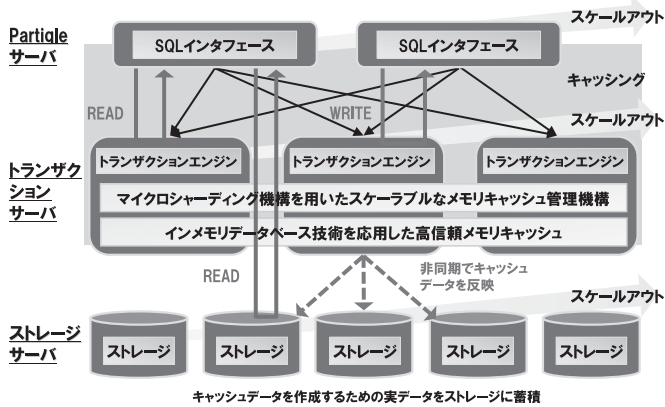 スケールアウト
Partiqle
サーバ
SQLインタフェース
SQLインタフェース
キャッシング
READ
WRITE
スケールアウト
トランザク
ション
サーバ
トランザクションエンジン
トランザクションエンジン
トランザクションエンジン
マイクロシャーディング機構を用いたスケーラブルなメモリキャッシュ管理機構
インメモリデータベース技術を応用した高信頼メモリキャッシュ
READ
非同期でキャッシュ
データを反映
スケールアウト
ストレージ
サーバ
ストレージ
ストレージ
ストレージ
ストレージ
ストレージ
キャッシュデータを作成するための実データをストレージに蓄積